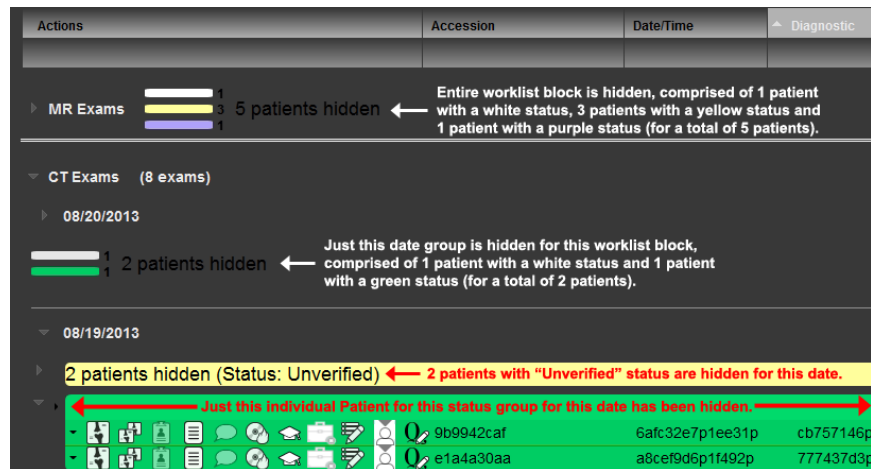 Actions Accession Date/Time Diagnostic
1
MR Exams 3 5 patients hidden
1
Entire worklist block is hidden, comprised of 1 patient
with a white status, 3 patients with a yellow status and
1 patient with a purple status (for a total of 5 patients).
CT Exams (8 exams)
08/20/2013
1
2 patients hidden
1
Just this date group is hidden for this worklist block,
comprised of 1 patient with a white status and 1 patient
with a green status (for a total of 2 patients).
08/19/2013
2 patients hidden (Status: Unverified) 2 patients with “Unverified” status are hidden for this date.
Just this individual Patient for this status group for this date has been hidden.
Q 9b9942caf 6afc32e7p1ee31p cb757146p
Q e1a4a30aa a8cef9d6p1f492p 777437d3p